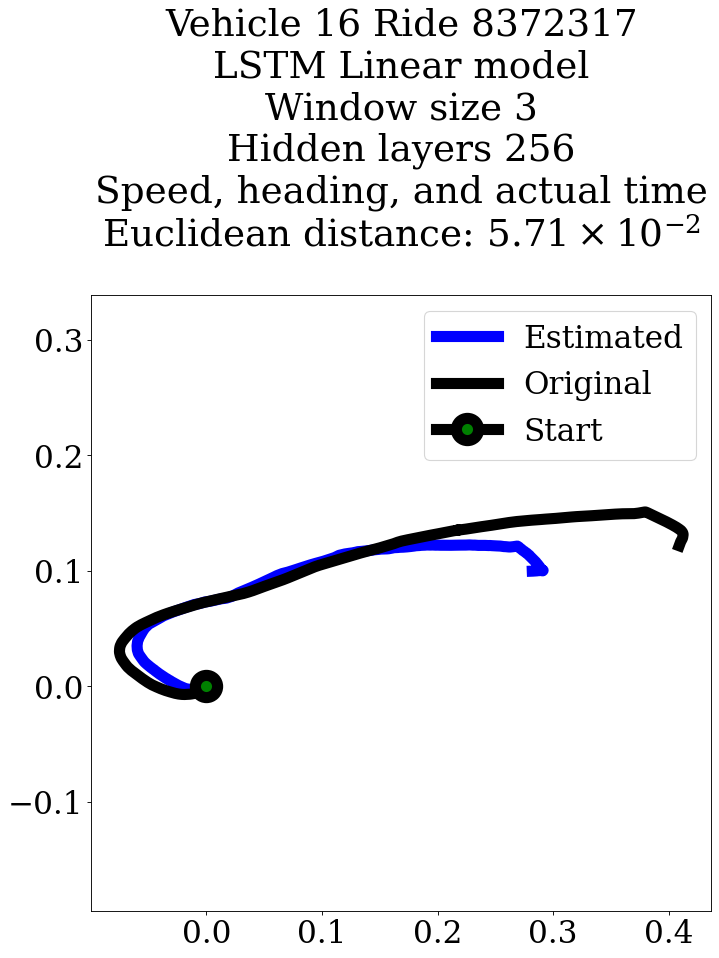 Vehicle 16 Ride 8372317
LSTM Linear model
Window size 3
Hidden layers 256
Speed, heading, and actual time
Euclidean distance: 5.71 × 10⁻²
Estimated
Original
Start
0.3
0.2
0.1
0.0
−0.1
0.0 0.1 0.2 0.3 0.4